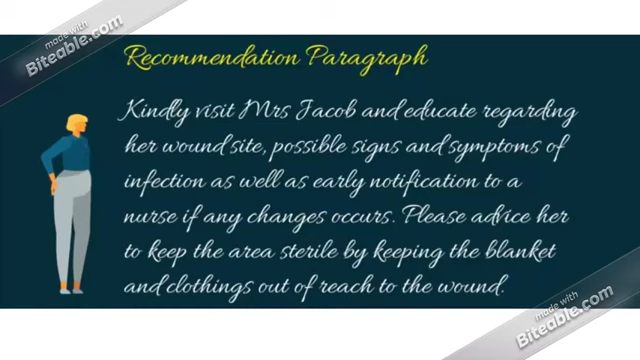 made with
Biteable.com
Recommendation Paragraph
Kindly visit Mrs Jacob and educate regarding
her wound site, possible signs and symptoms of
infection as well as early notification to a
nurse if any changes occurs. Please advice her
to keep the area sterile by keeping the blanket
and clothings out of reach to the wound.
made with
Biteable.com